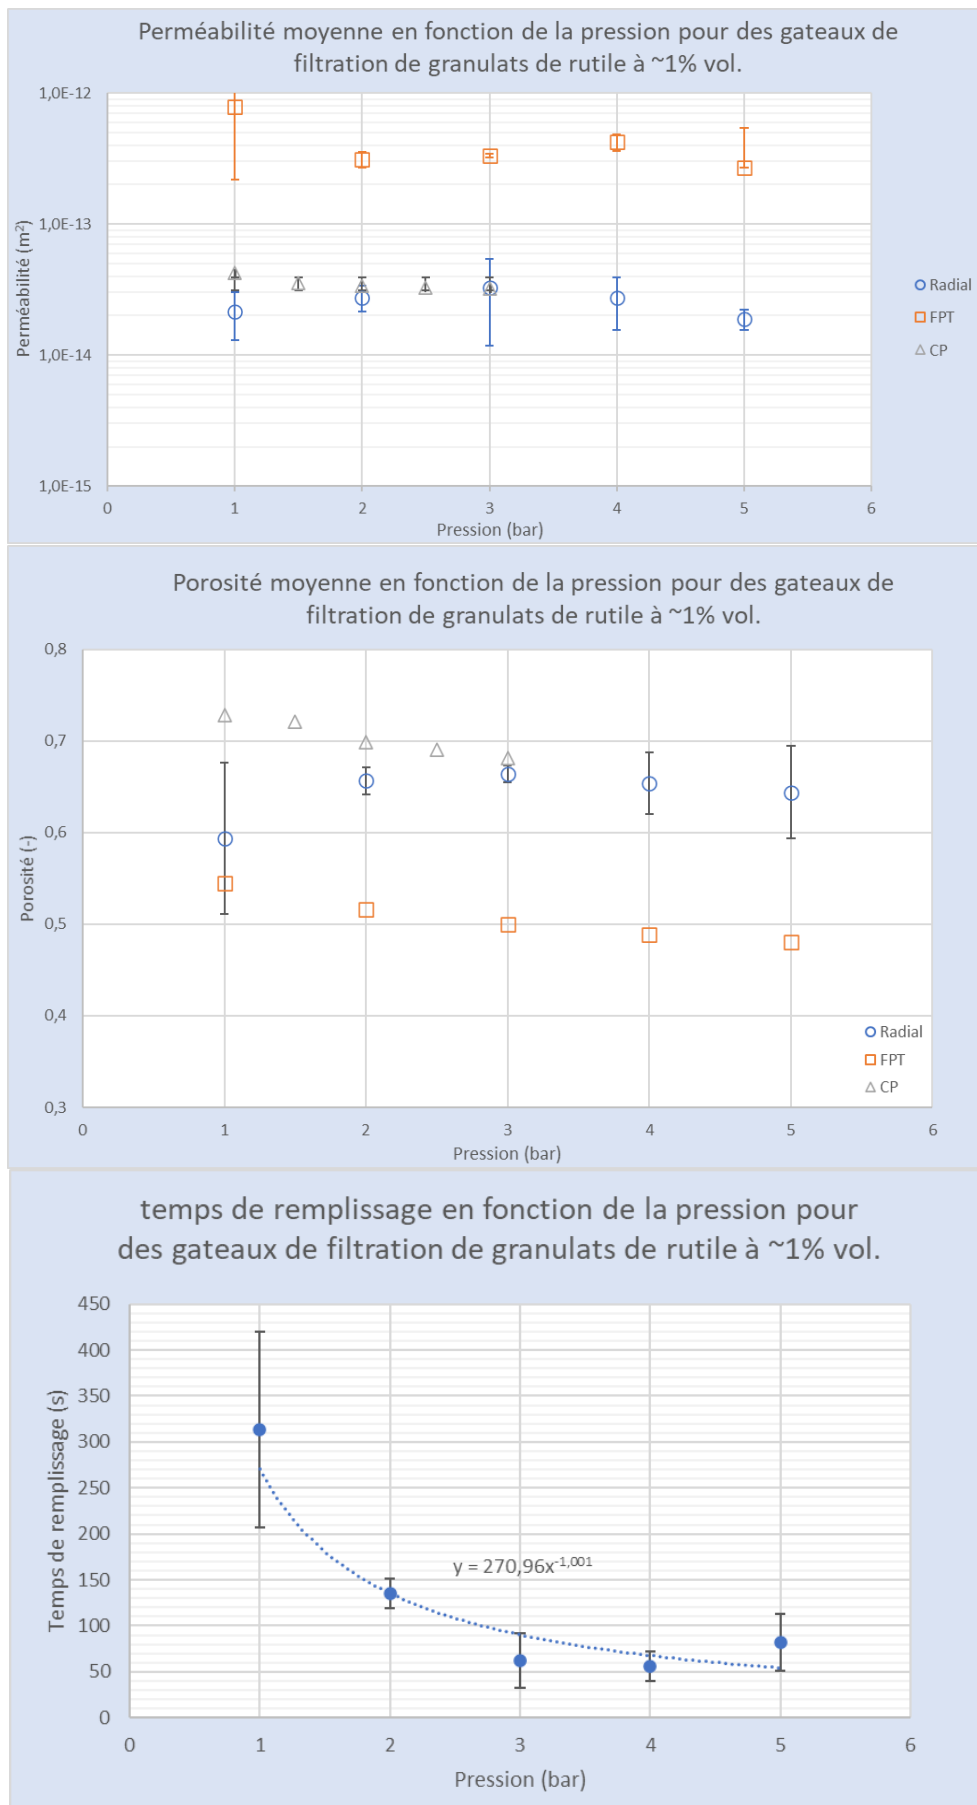 Perméabilité moyenne en fonction de la pression pour des gateaux de
filtration de granulats de rutile à ~1% vol.
1,0E-12
1,0E-13
1,0E-14
1,0E-15
Perméabilité (m²)
0 1 2 3 4 5 6
Pression (bar)
Radial
FPT
CP
Porosité moyenne en fonction de la pression pour des gateaux de
filtration de granulats de rutile à ~1% vol.
0,8
0,7
0,6
0,5
0,4
0,3
Porosité (-)
0 1 2 3 4 5 6
Pression (bar)
Radial
FPT
CP
temps de remplissage en fonction de la pression pour
des gateaux de filtration de granulats de rutile à ~1% vol.
450
400
350
300
250
200
150
100
50
0
Temps de remplissage (s)
y = 270,96x⁻¹,⁰⁰¹
0 1 2 3 4 5 6
Pression (bar)